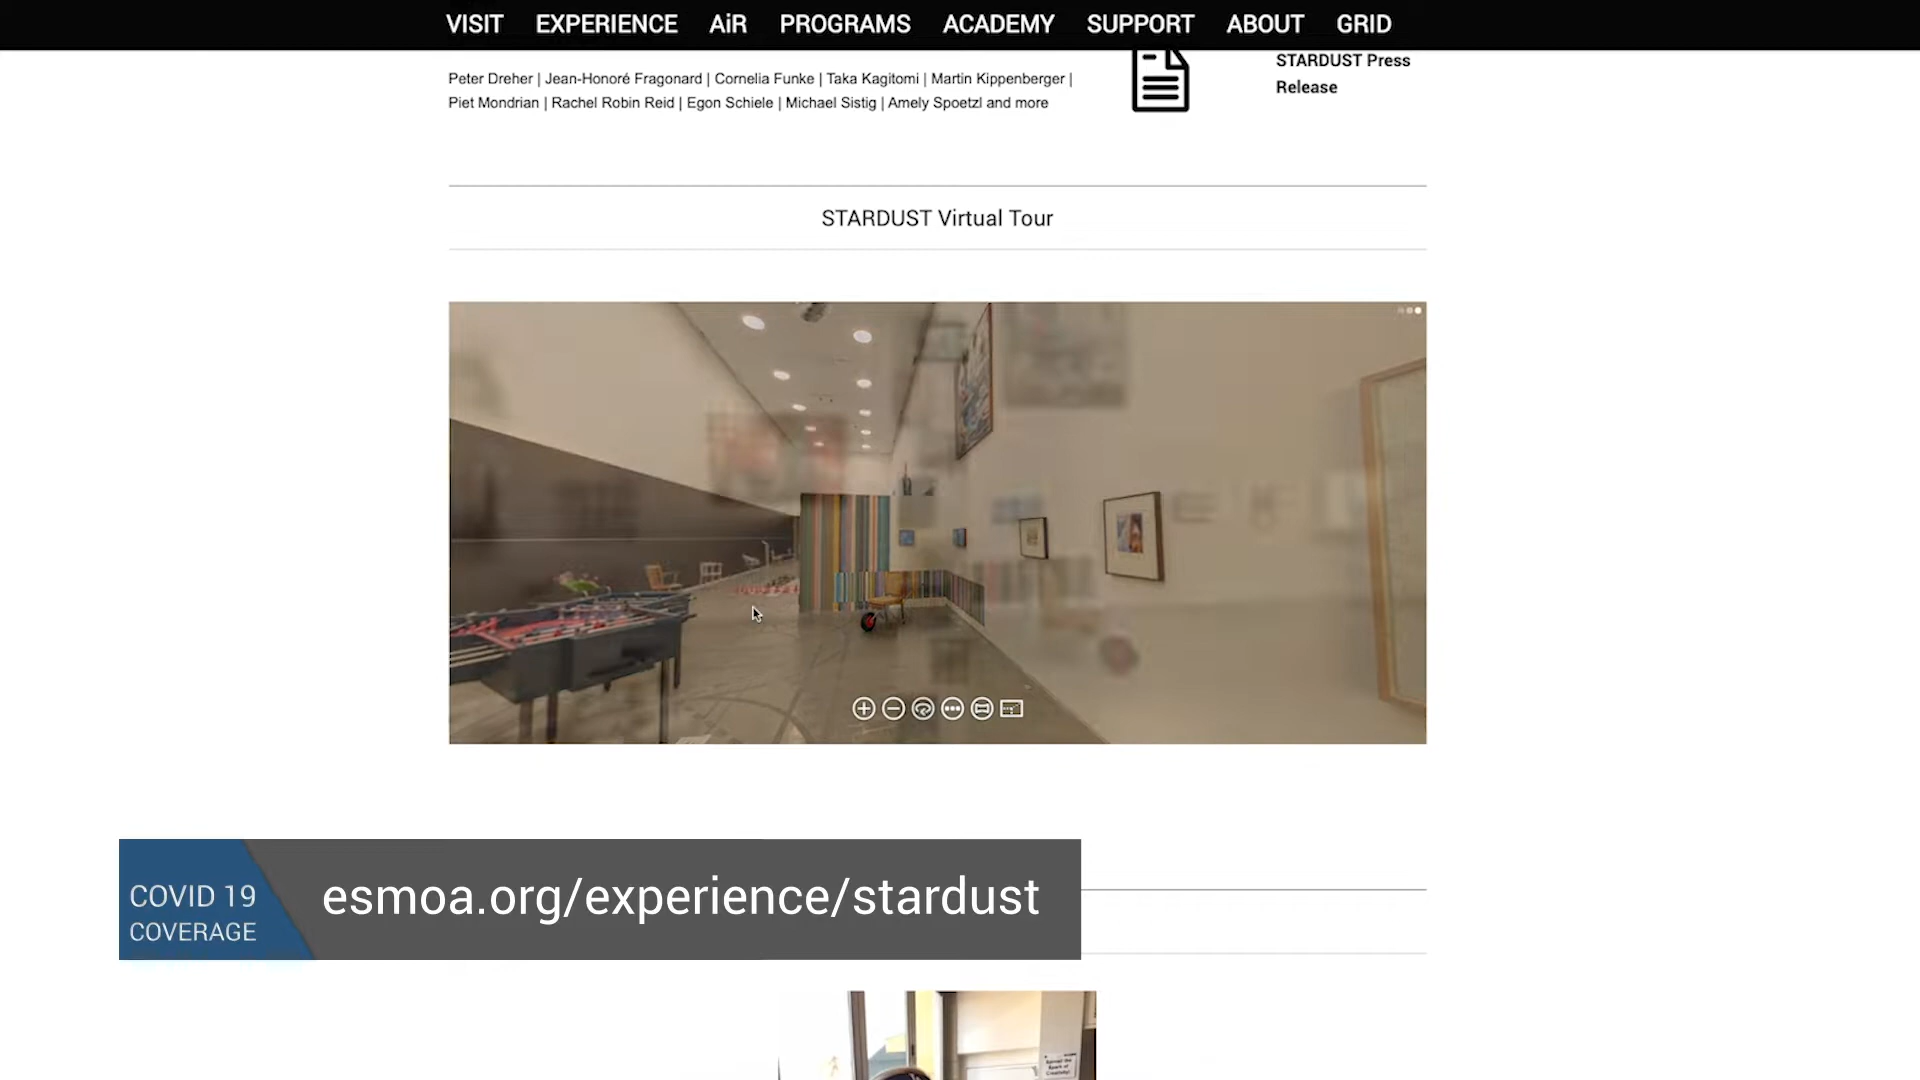 VISIT EXPERIENCE AiR PROGRAMS ACADEMY SUPPORT ABOUT GRID
Peter Dreher | Jean-Honoré Fragonard | Cornelia Funke | Taka Kagitomi | Martin Kippenberger |
Piet Mondrian | Rachel Robin Reid | Egon Schiele | Michael Sistig | Amely Spoetzl and more
STARDUST Press
Release
STARDUST Virtual Tour
COVID 19
COVERAGE
esmoa.org/experience/stardust